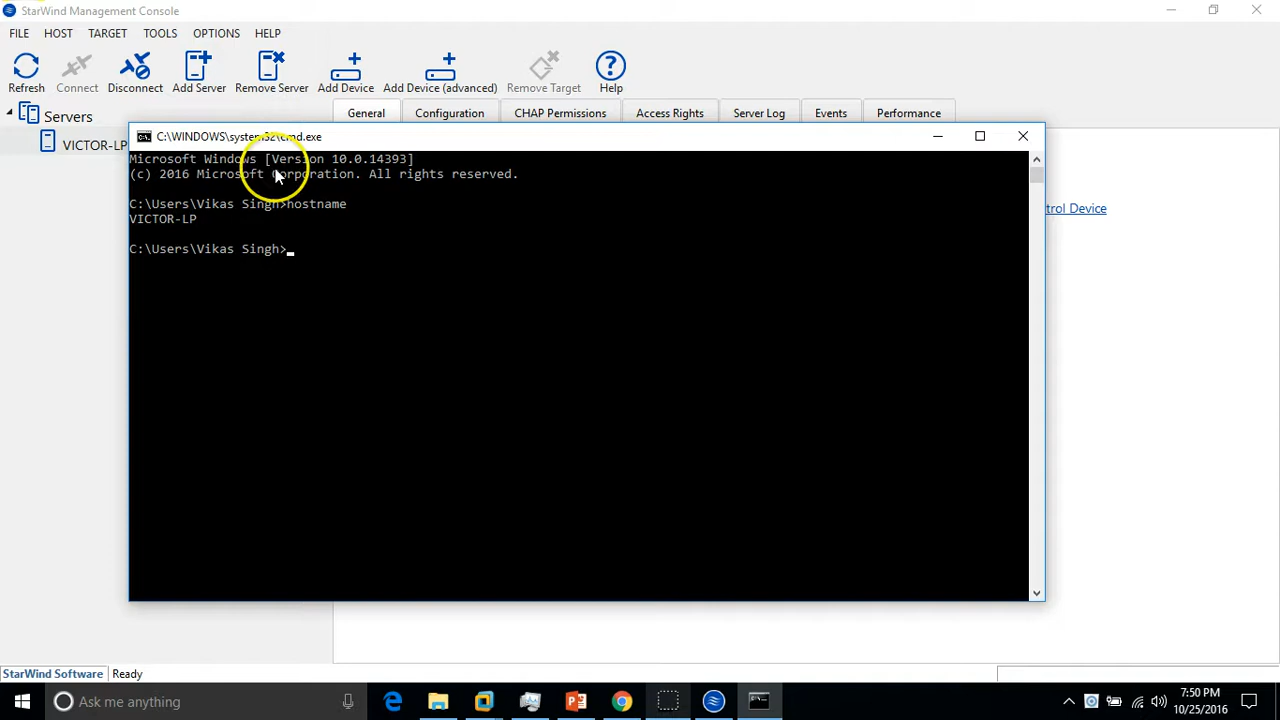 StarWind Management Console
FILE HOST TARGET TOOLS OPTIONS HELP
Refresh Connect Disconnect Add Server Remove Server Add Device Add Device (advanced) Remove Target Help
Servers
General Configuration CHAP Permissions Access Rights Server Log Events Performance
VICTOR-LP
C:\WINDOWS\system32\cmd.exe
Microsoft Windows [Version 10.0.14393]
(c) 2016 Microsoft Corporation. All rights reserved.
C:\Users\Vikas Singh>hostname
VICTOR-LP
trol Device
C:\Users\Vikas Singh>
StarWind Software Ready
Ask me anything
7:50 PM
10/25/2016